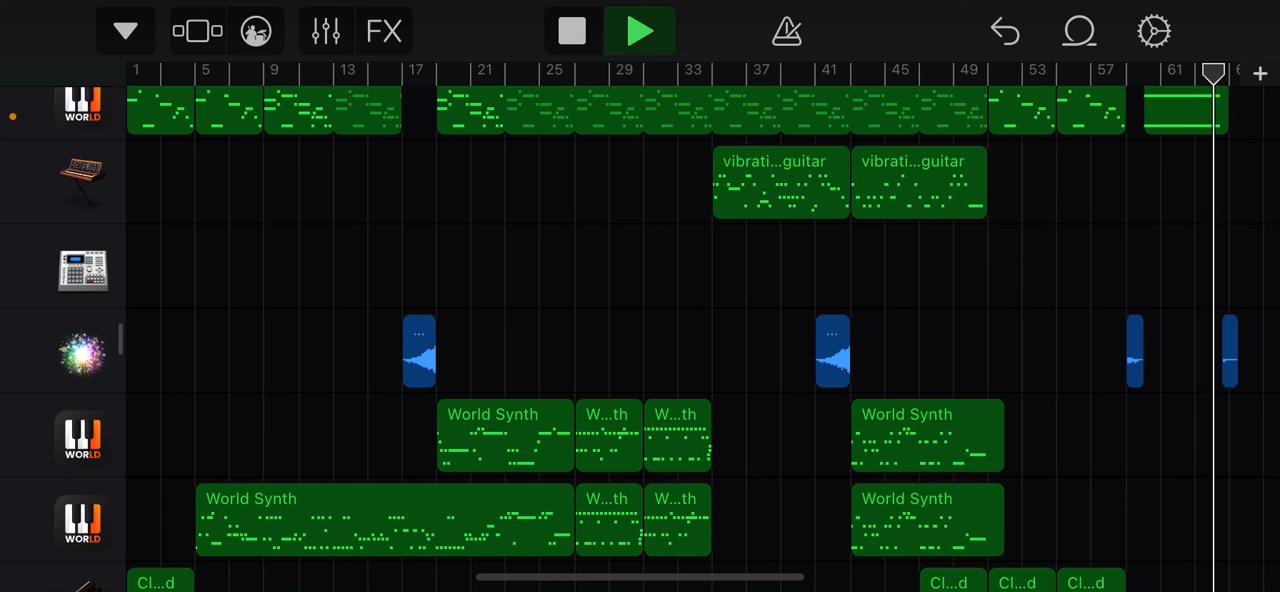 FX
1 5 9 13 17 21 25 29 33 37 41 45 49 53 57 61
WORLD
vibrati...guitar vibrati...guitar
...
...
World Synth W...th W...th World Synth
WORLD
World Synth W...th W...th World Synth
WORLD
Cl...d Cl...d Cl...d Cl...d